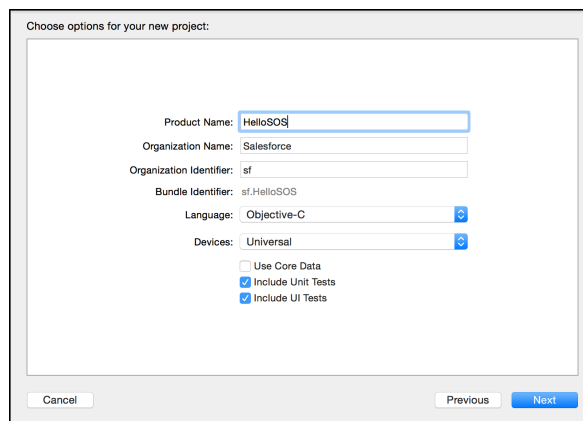 Choose options for your new project:
Product Name: HelloSOS
Organization Name: Salesforce
Organization Identifier: sf
Bundle Identifier: sf.HelloSOS
Language: Objective-C
Devices: Universal
Use Core Data
Include Unit Tests
Include UI Tests
Cancel Previous Next